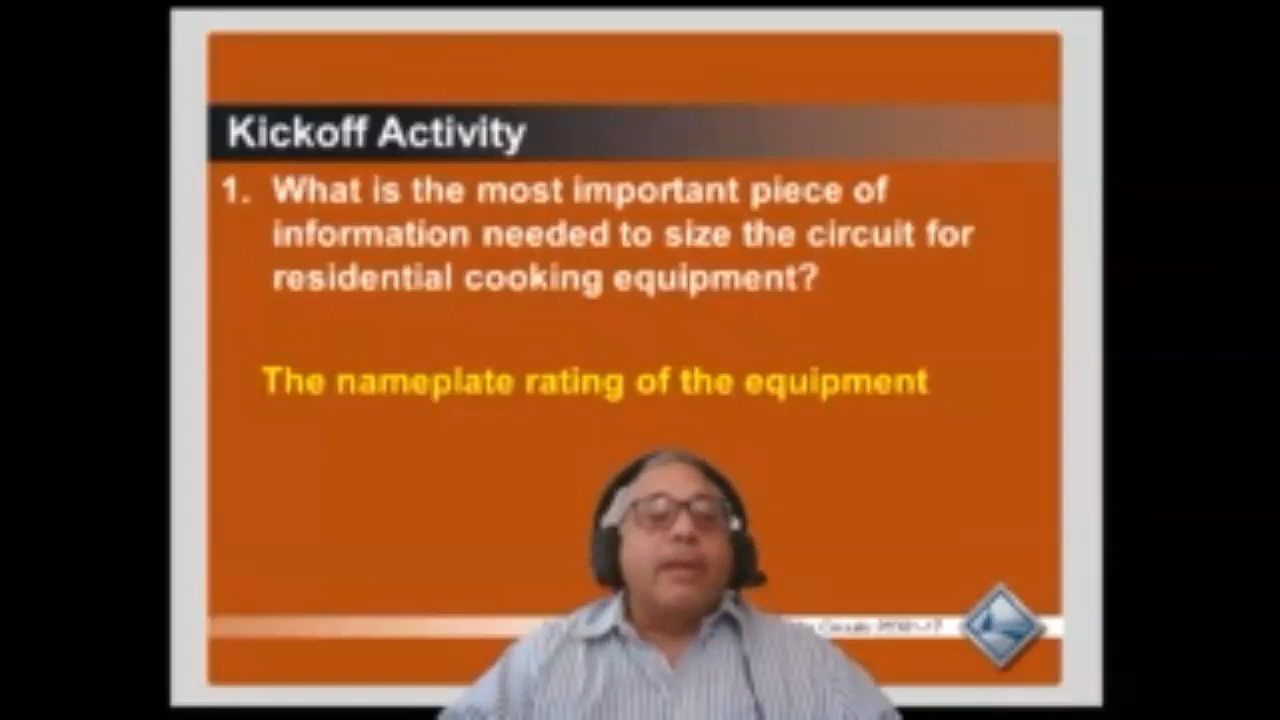 Kickoff Activity
1. What is the most important piece of
information needed to size the circuit for
residential cooking equipment?
The nameplate rating of the equipment